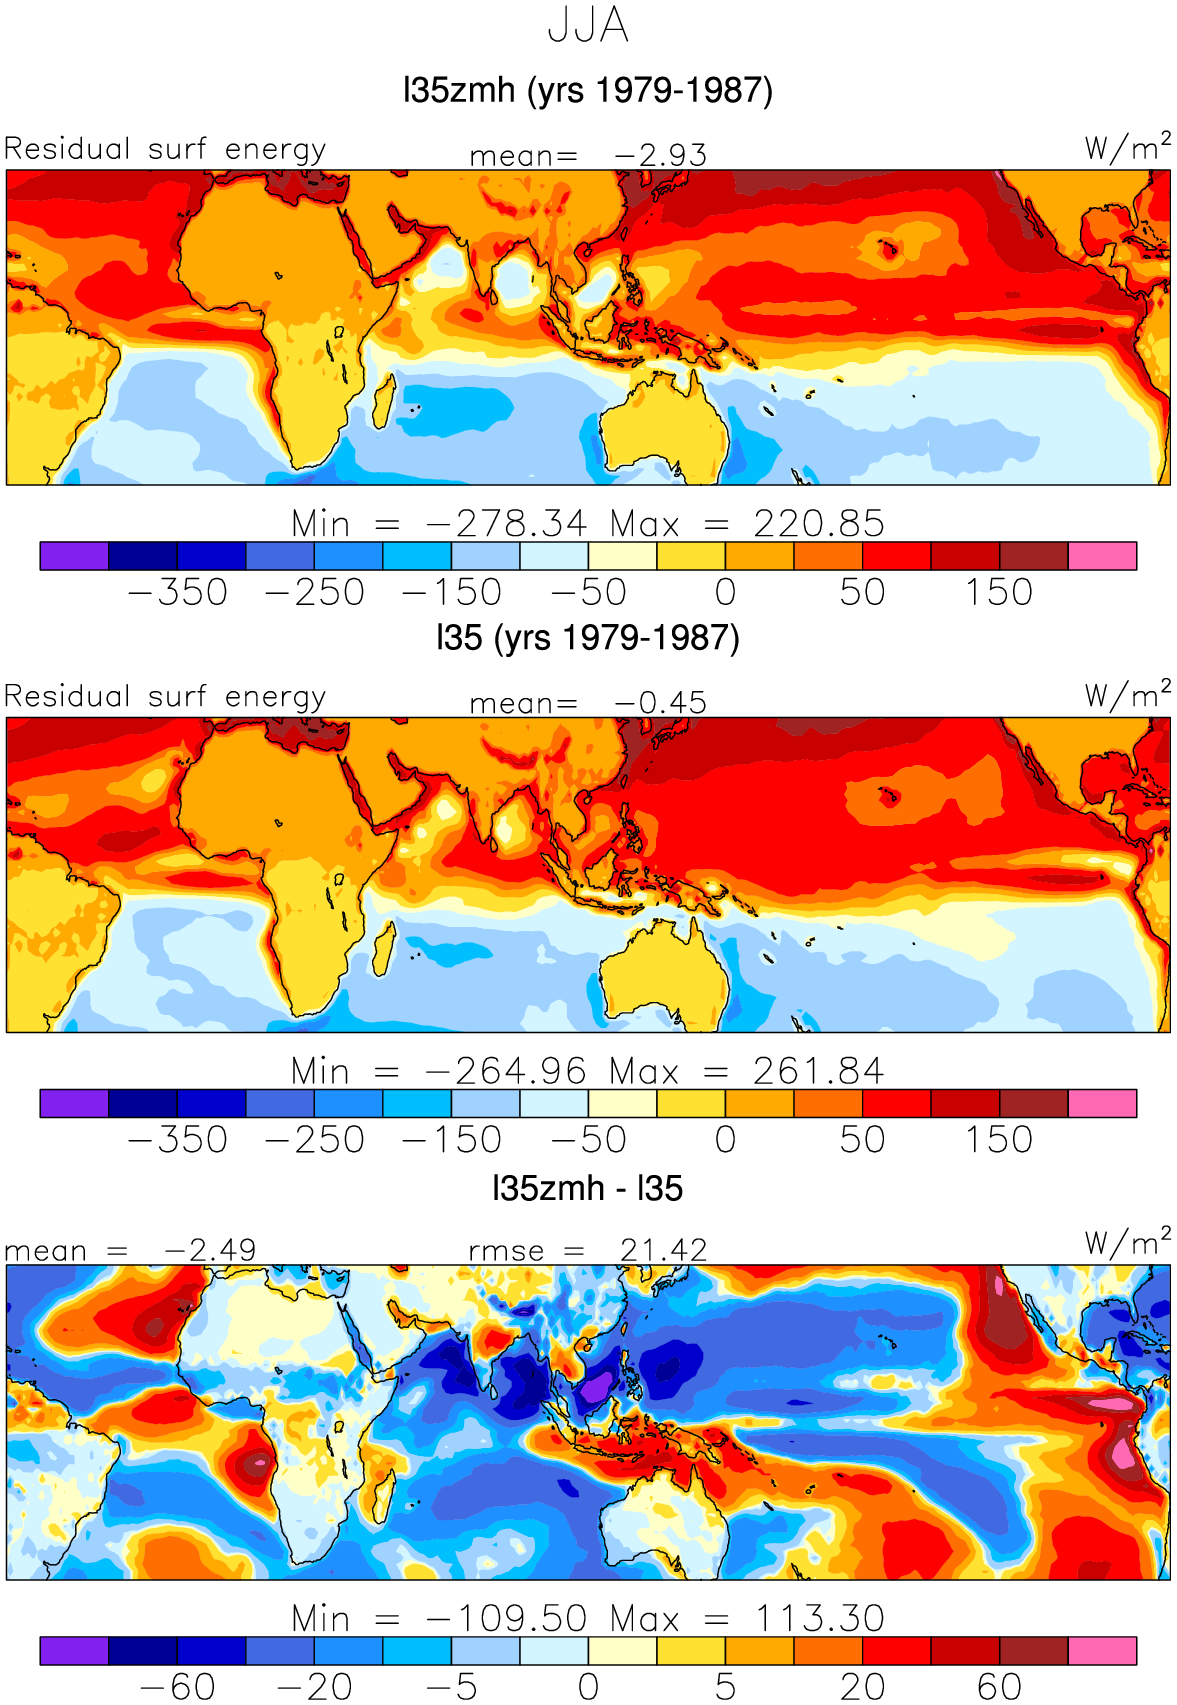 JJA
l35zmh (yrs 1979-1987)
Residual surf energy mean= −2.93 W/m²
Min = −278.34 Max = 220.85
−350 −250 −150 −50 0 50 150
l35 (yrs 1979-1987)
Residual surf energy mean= −0.45 W/m²
Min = −264.96 Max = 261.84
−350 −250 −150 −50 0 50 150
l35zmh - l35
mean = −2.49 rmse = 21.42 W/m²
Min = −109.50 Max = 113.30
−60 −20 −5 0 5 20 60